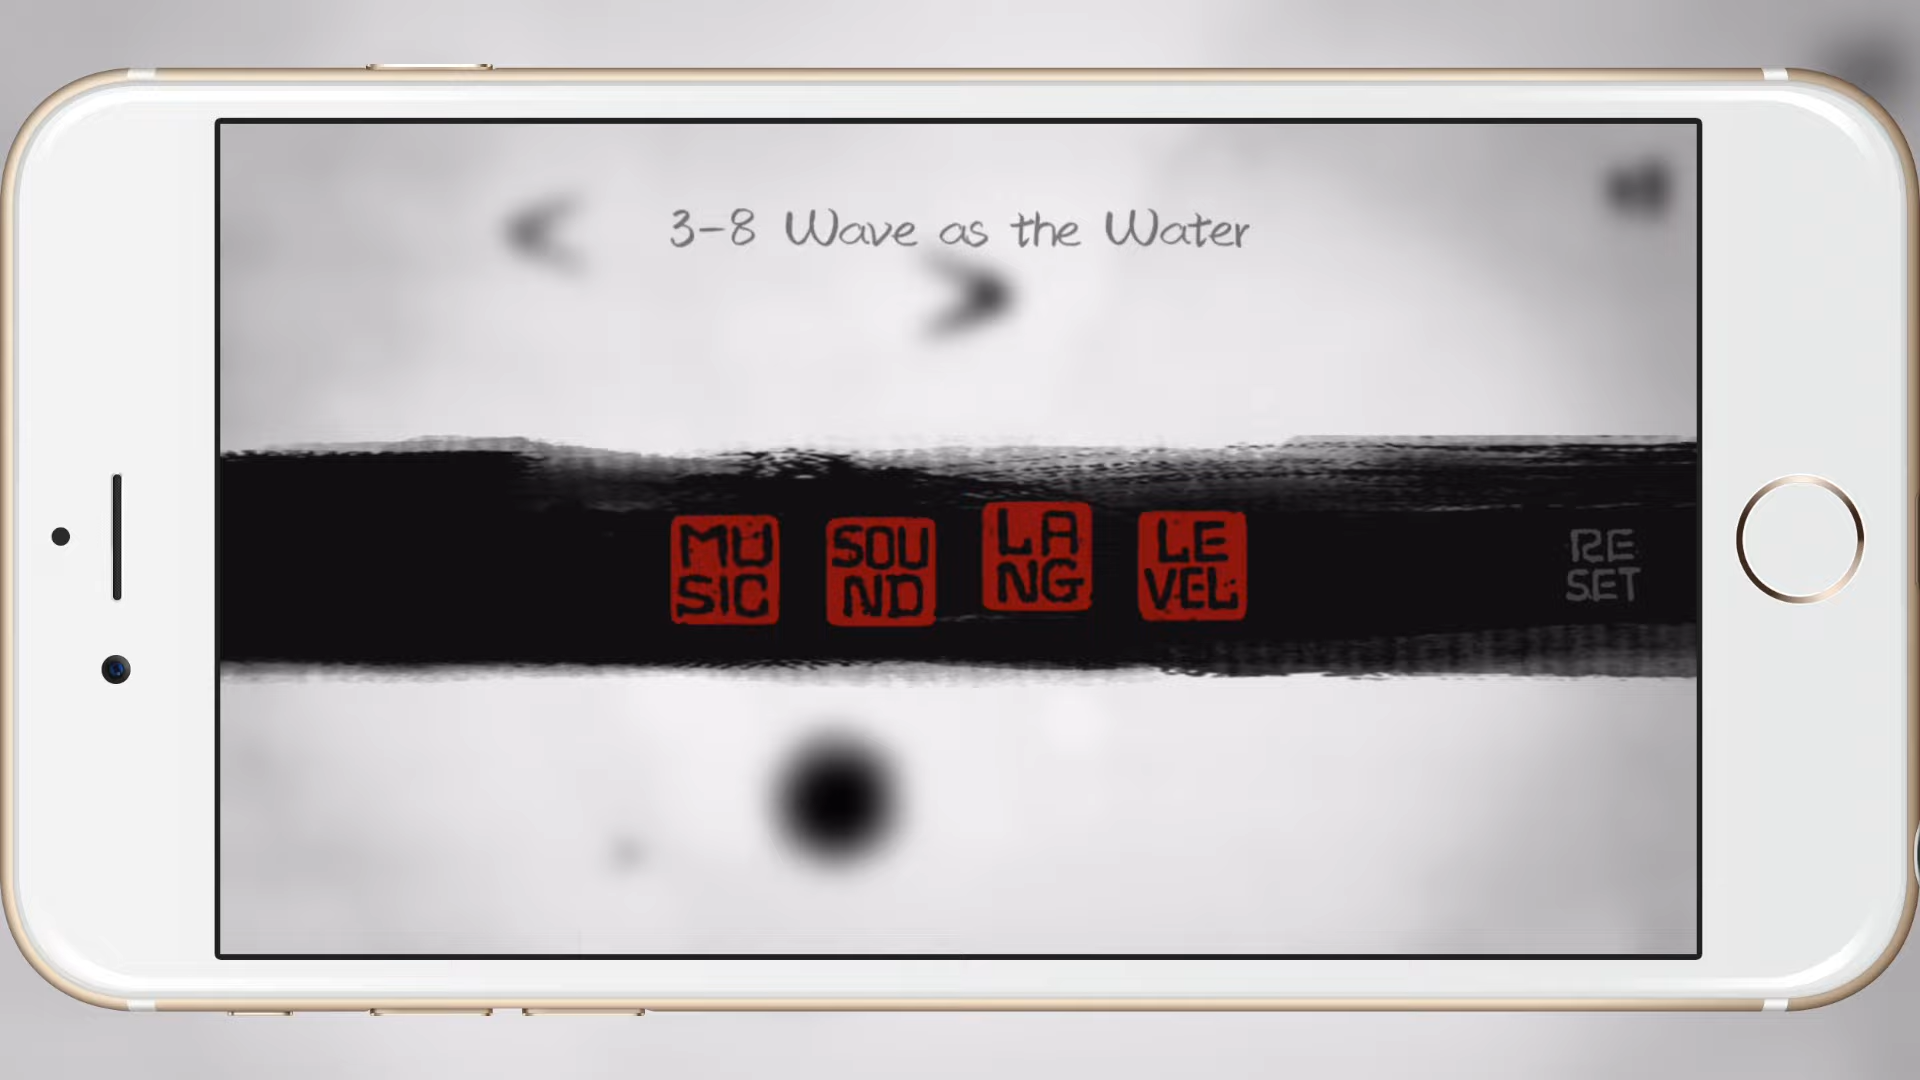 3-8 Wave as the Water
MU
SIC
SOU
ND
LA
NG
LE
VEL
RE
SET